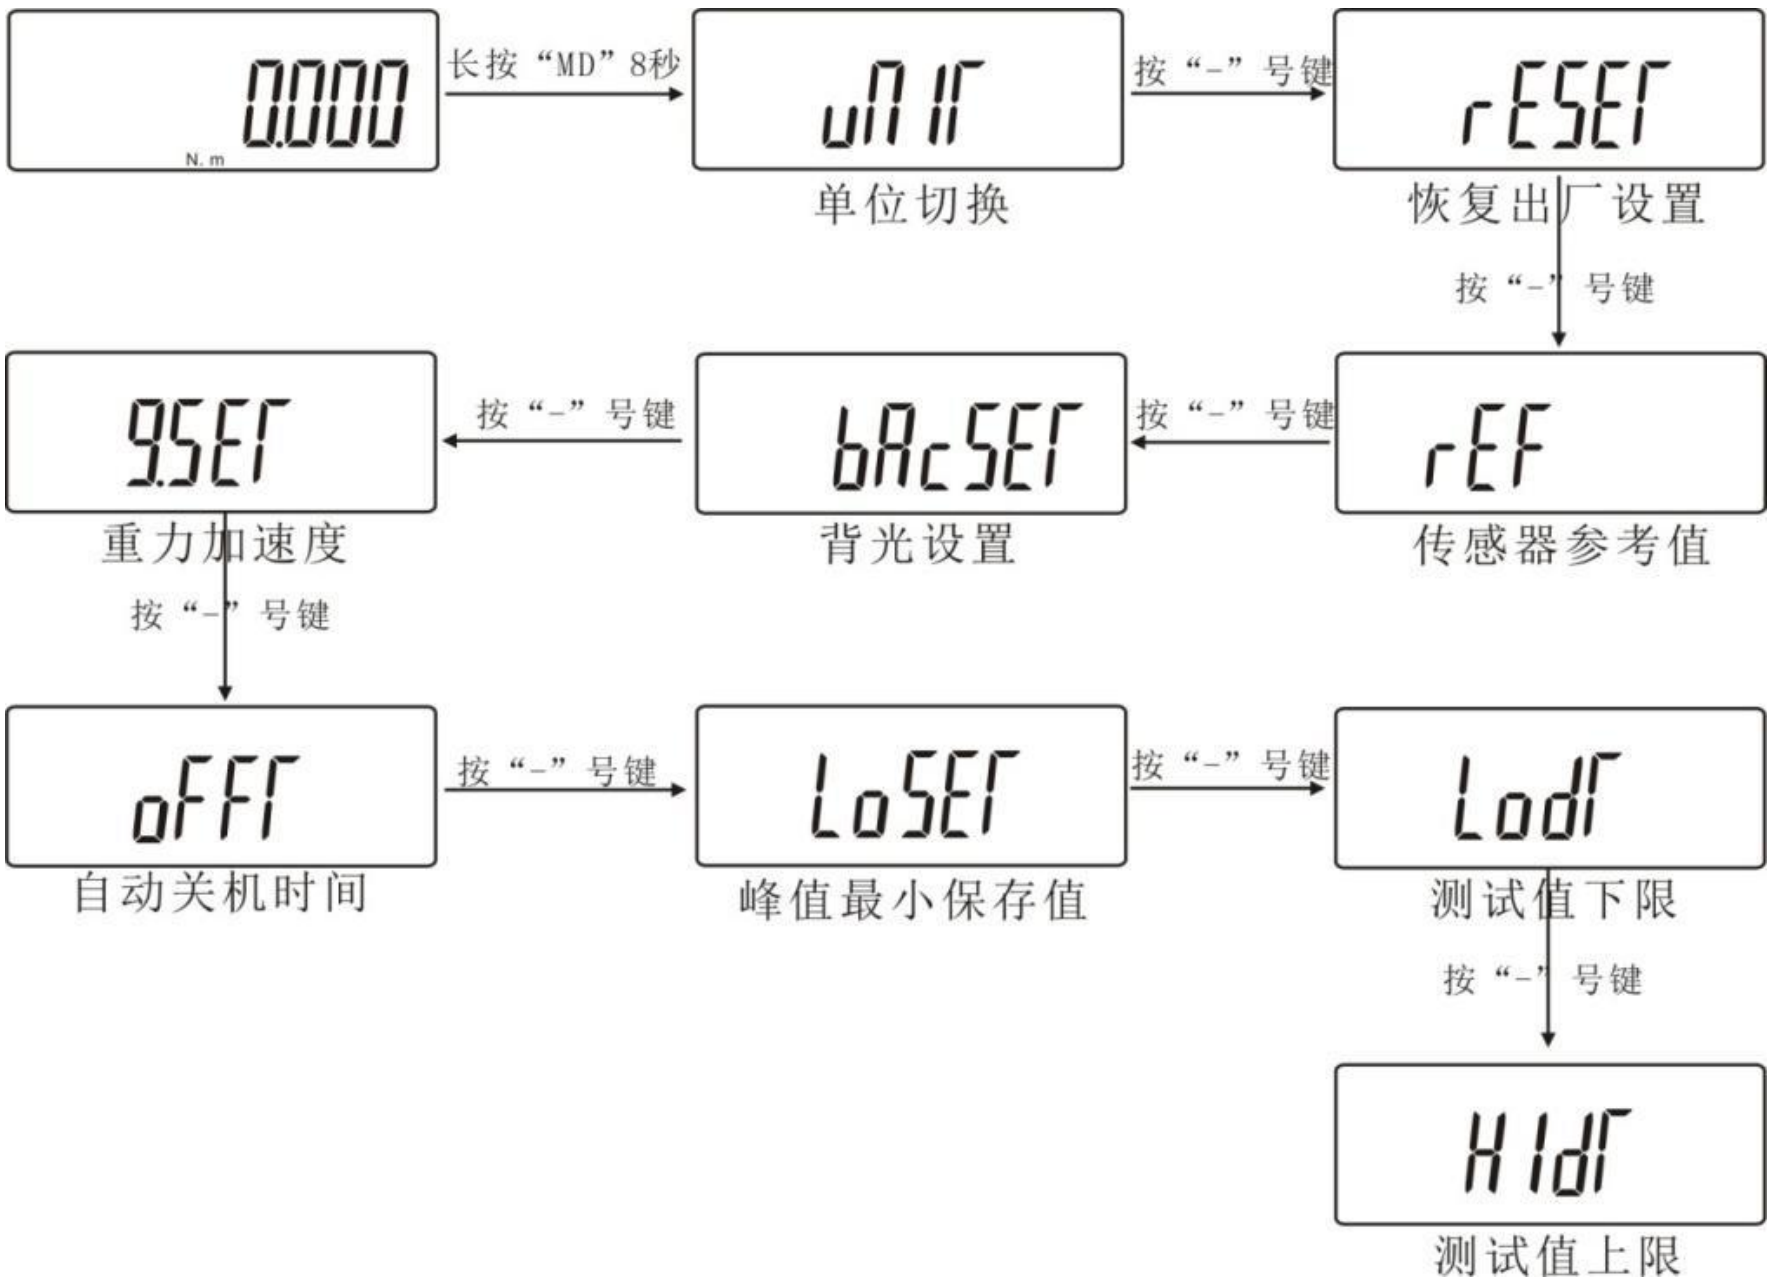 0.000
N.m
长按“MD”8秒
uNIT
单位切换
按“-”号键
rESET
恢复出厂设置
按“-”号键
rEF
传感器参考值
按“-”号键
bAcSET
背光设置
按“-”号键
g.SET
重力加速度
按“-”号键
oFFT
自动关机时间
按“-”号键
LoSET
峰值最小保存值
按“-”号键
LodT
测试值下限
按“-”号键
HIdT
测试值上限